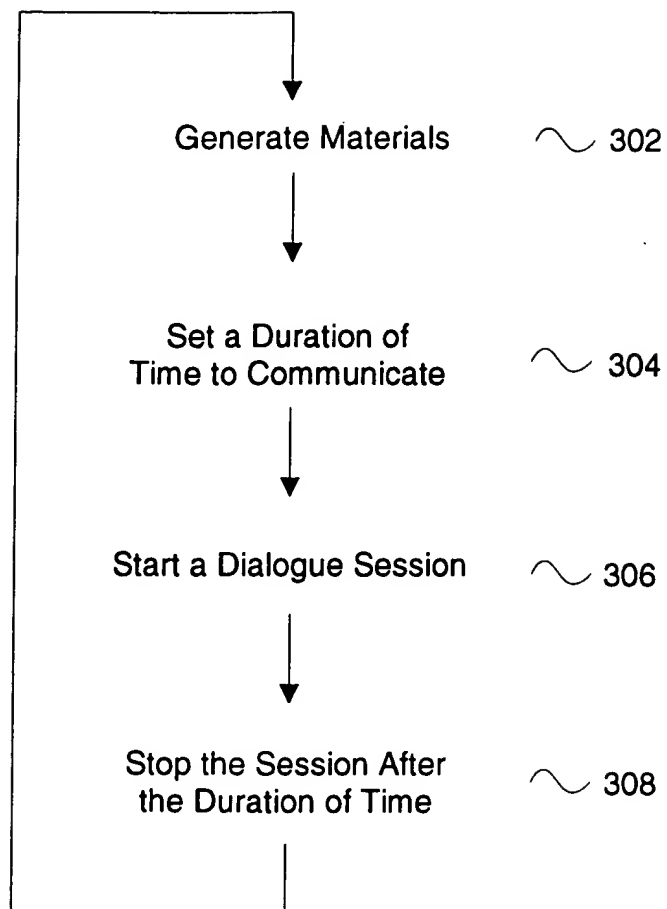 Generate Materials 302
Set a Duration of
Time to Communicate 304
Start a Dialogue Session 306
Stop the Session After
the Duration of Time 308